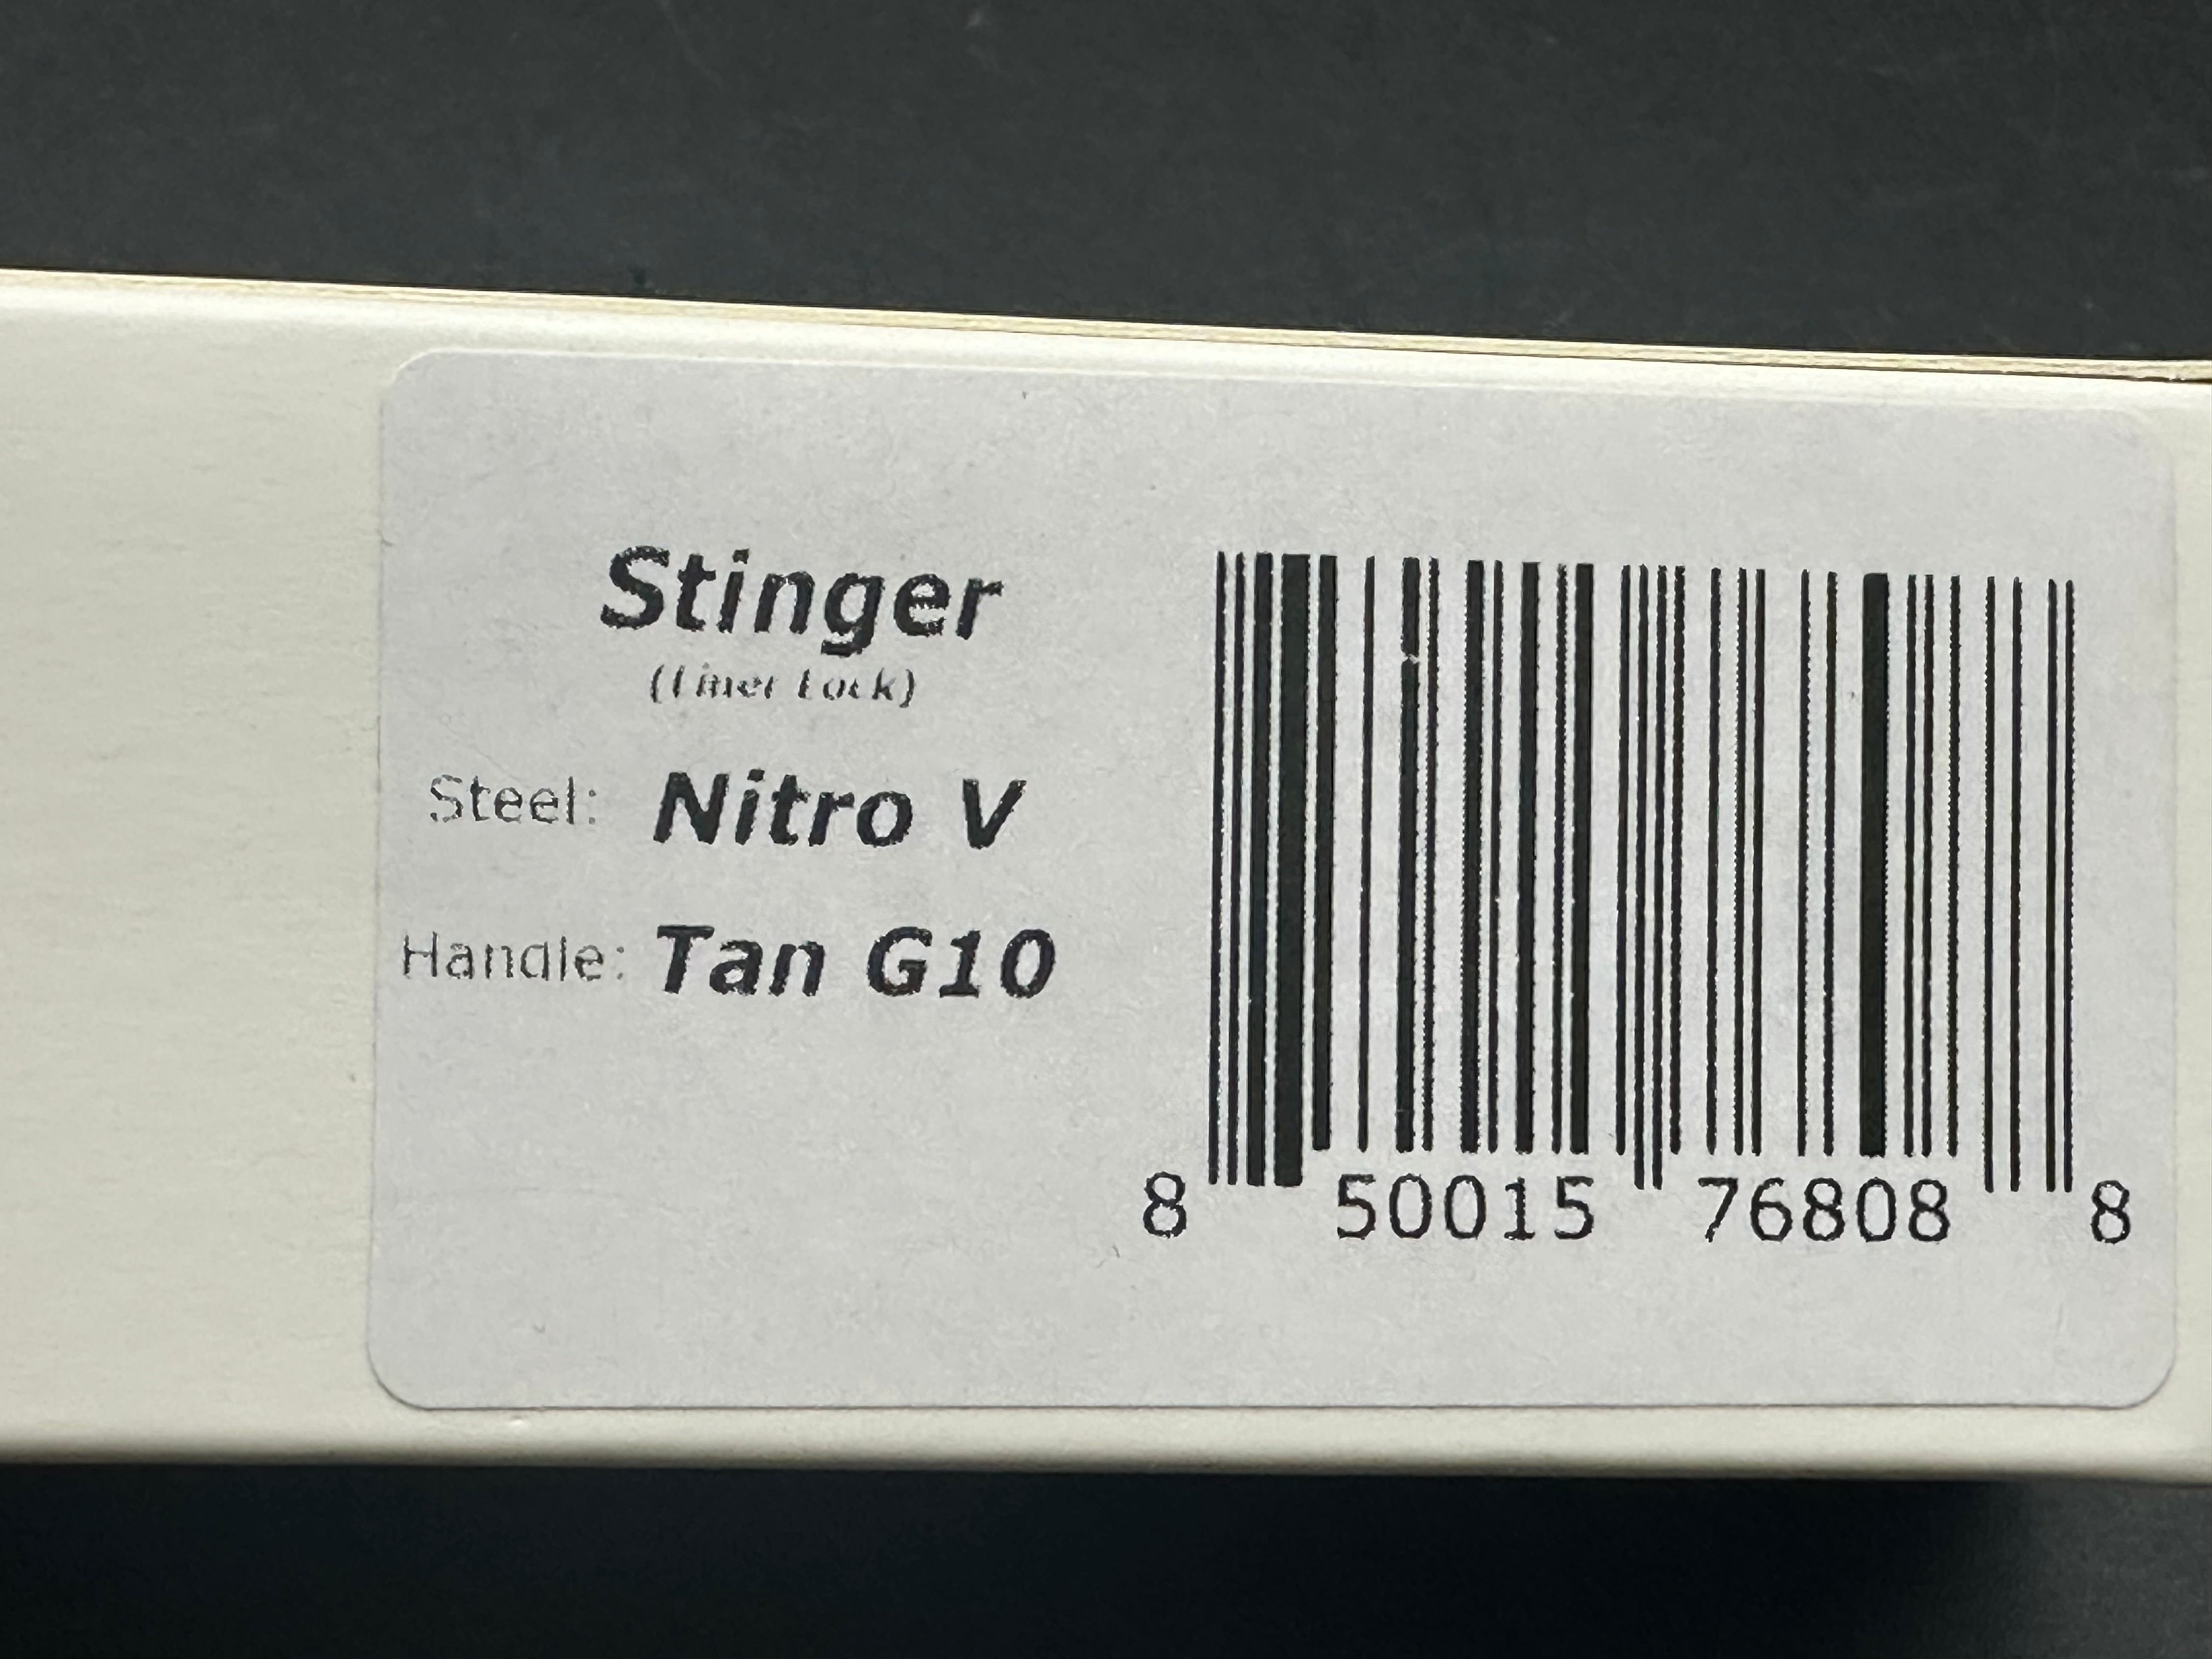 Stinger
(Liner Lock)
Steel: Nitro V
Handle: Tan G10
8 50015 76808 8